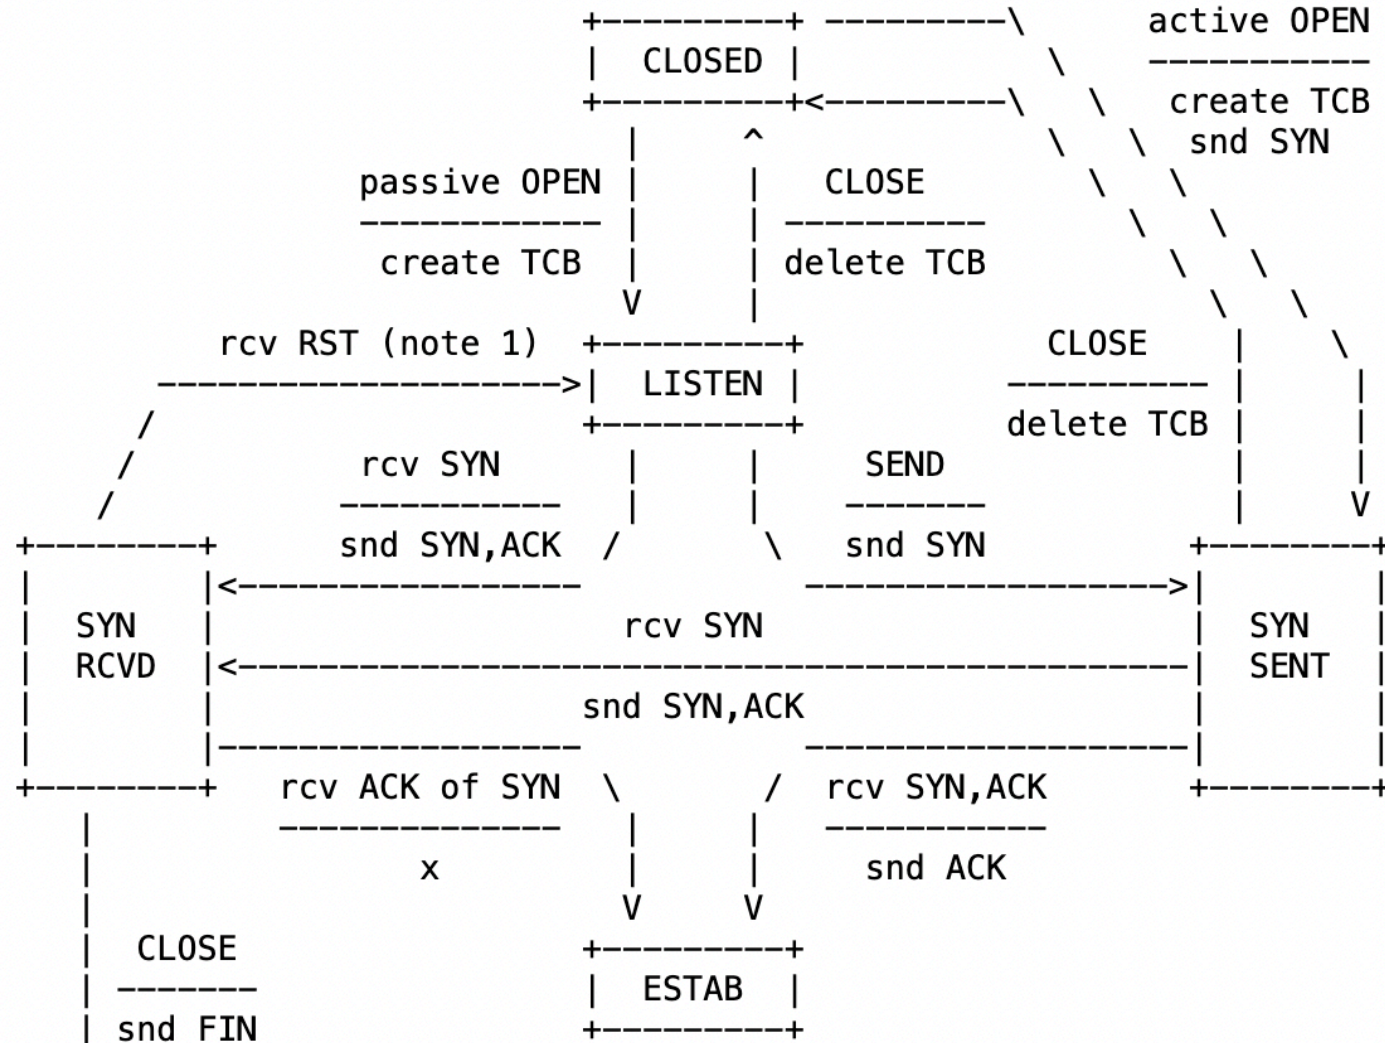 +---------+ ---------\      active OPEN
                            |  CLOSED |            \    -----------
                            +---------+<---------\   \   create TCB
                              |     ^              \   \  snd SYN
                 passive OPEN |     |   CLOSE        \   \
                 ------------ |     | ----------       \   \
                  create TCB  |     | delete TCB         \   \
                              V     |                      \   \
          rcv RST (note 1)  +---------+            CLOSE    |    \
       -------------------->|  LISTEN |          ---------- |     |
      /                     +---------+          delete TCB |     |
     /           rcv SYN      |     |     SEND              |     |
    /           -----------   |     |    -------            |     V
+--------+      snd SYN,ACK  /       \   snd SYN          +--------+
|        |<-----------------           ------------------>|        |
|  SYN   |                    rcv SYN                     |  SYN   |
|  RCVD  |<-----------------------------------------------|  SENT  |
|        |                  snd SYN,ACK                   |        |
|        |------------------           -------------------|        |
+--------+   rcv ACK of SYN  \       /  rcv SYN,ACK       +--------+
   |         --------------   |     |  -----------
   |                x         |     |    snd ACK
   |                          V     V
   |  CLOSE                 +---------+
   | -------                |  ESTAB  |
   | snd FIN                +---------+